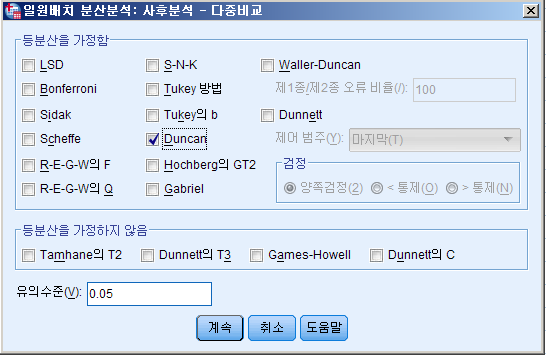 일원배치 분산분석: 사후분석 - 다중비교
등분산을 가정함
LSD S-N-K Waller-Duncan
Bonferroni Tukey 방법 제1종/제2종 오류 비율(/): 100
Sidak Tukey의 b Dunnett
Scheffe Duncan 제어 범주(Y): 마지막(T)
R-E-G-W의 F Hochberg의 GT2 검정
R-E-G-W의 Q Gabriel 양쪽검정(2) < 통제(O) > 통제(N)
등분산을 가정하지 않음
Tamhane의 T2 Dunnett의 T3 Games-Howell Dunnett의 C
유의수준(V): 0.05
계속 취소 도움말